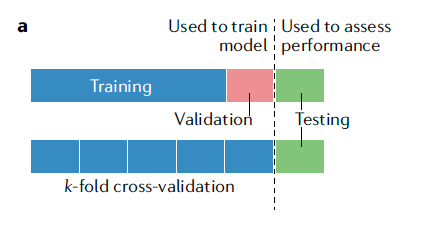 a
Used to train
model
Used to assess
performance
Training
Validation
Testing
k-fold cross-validation